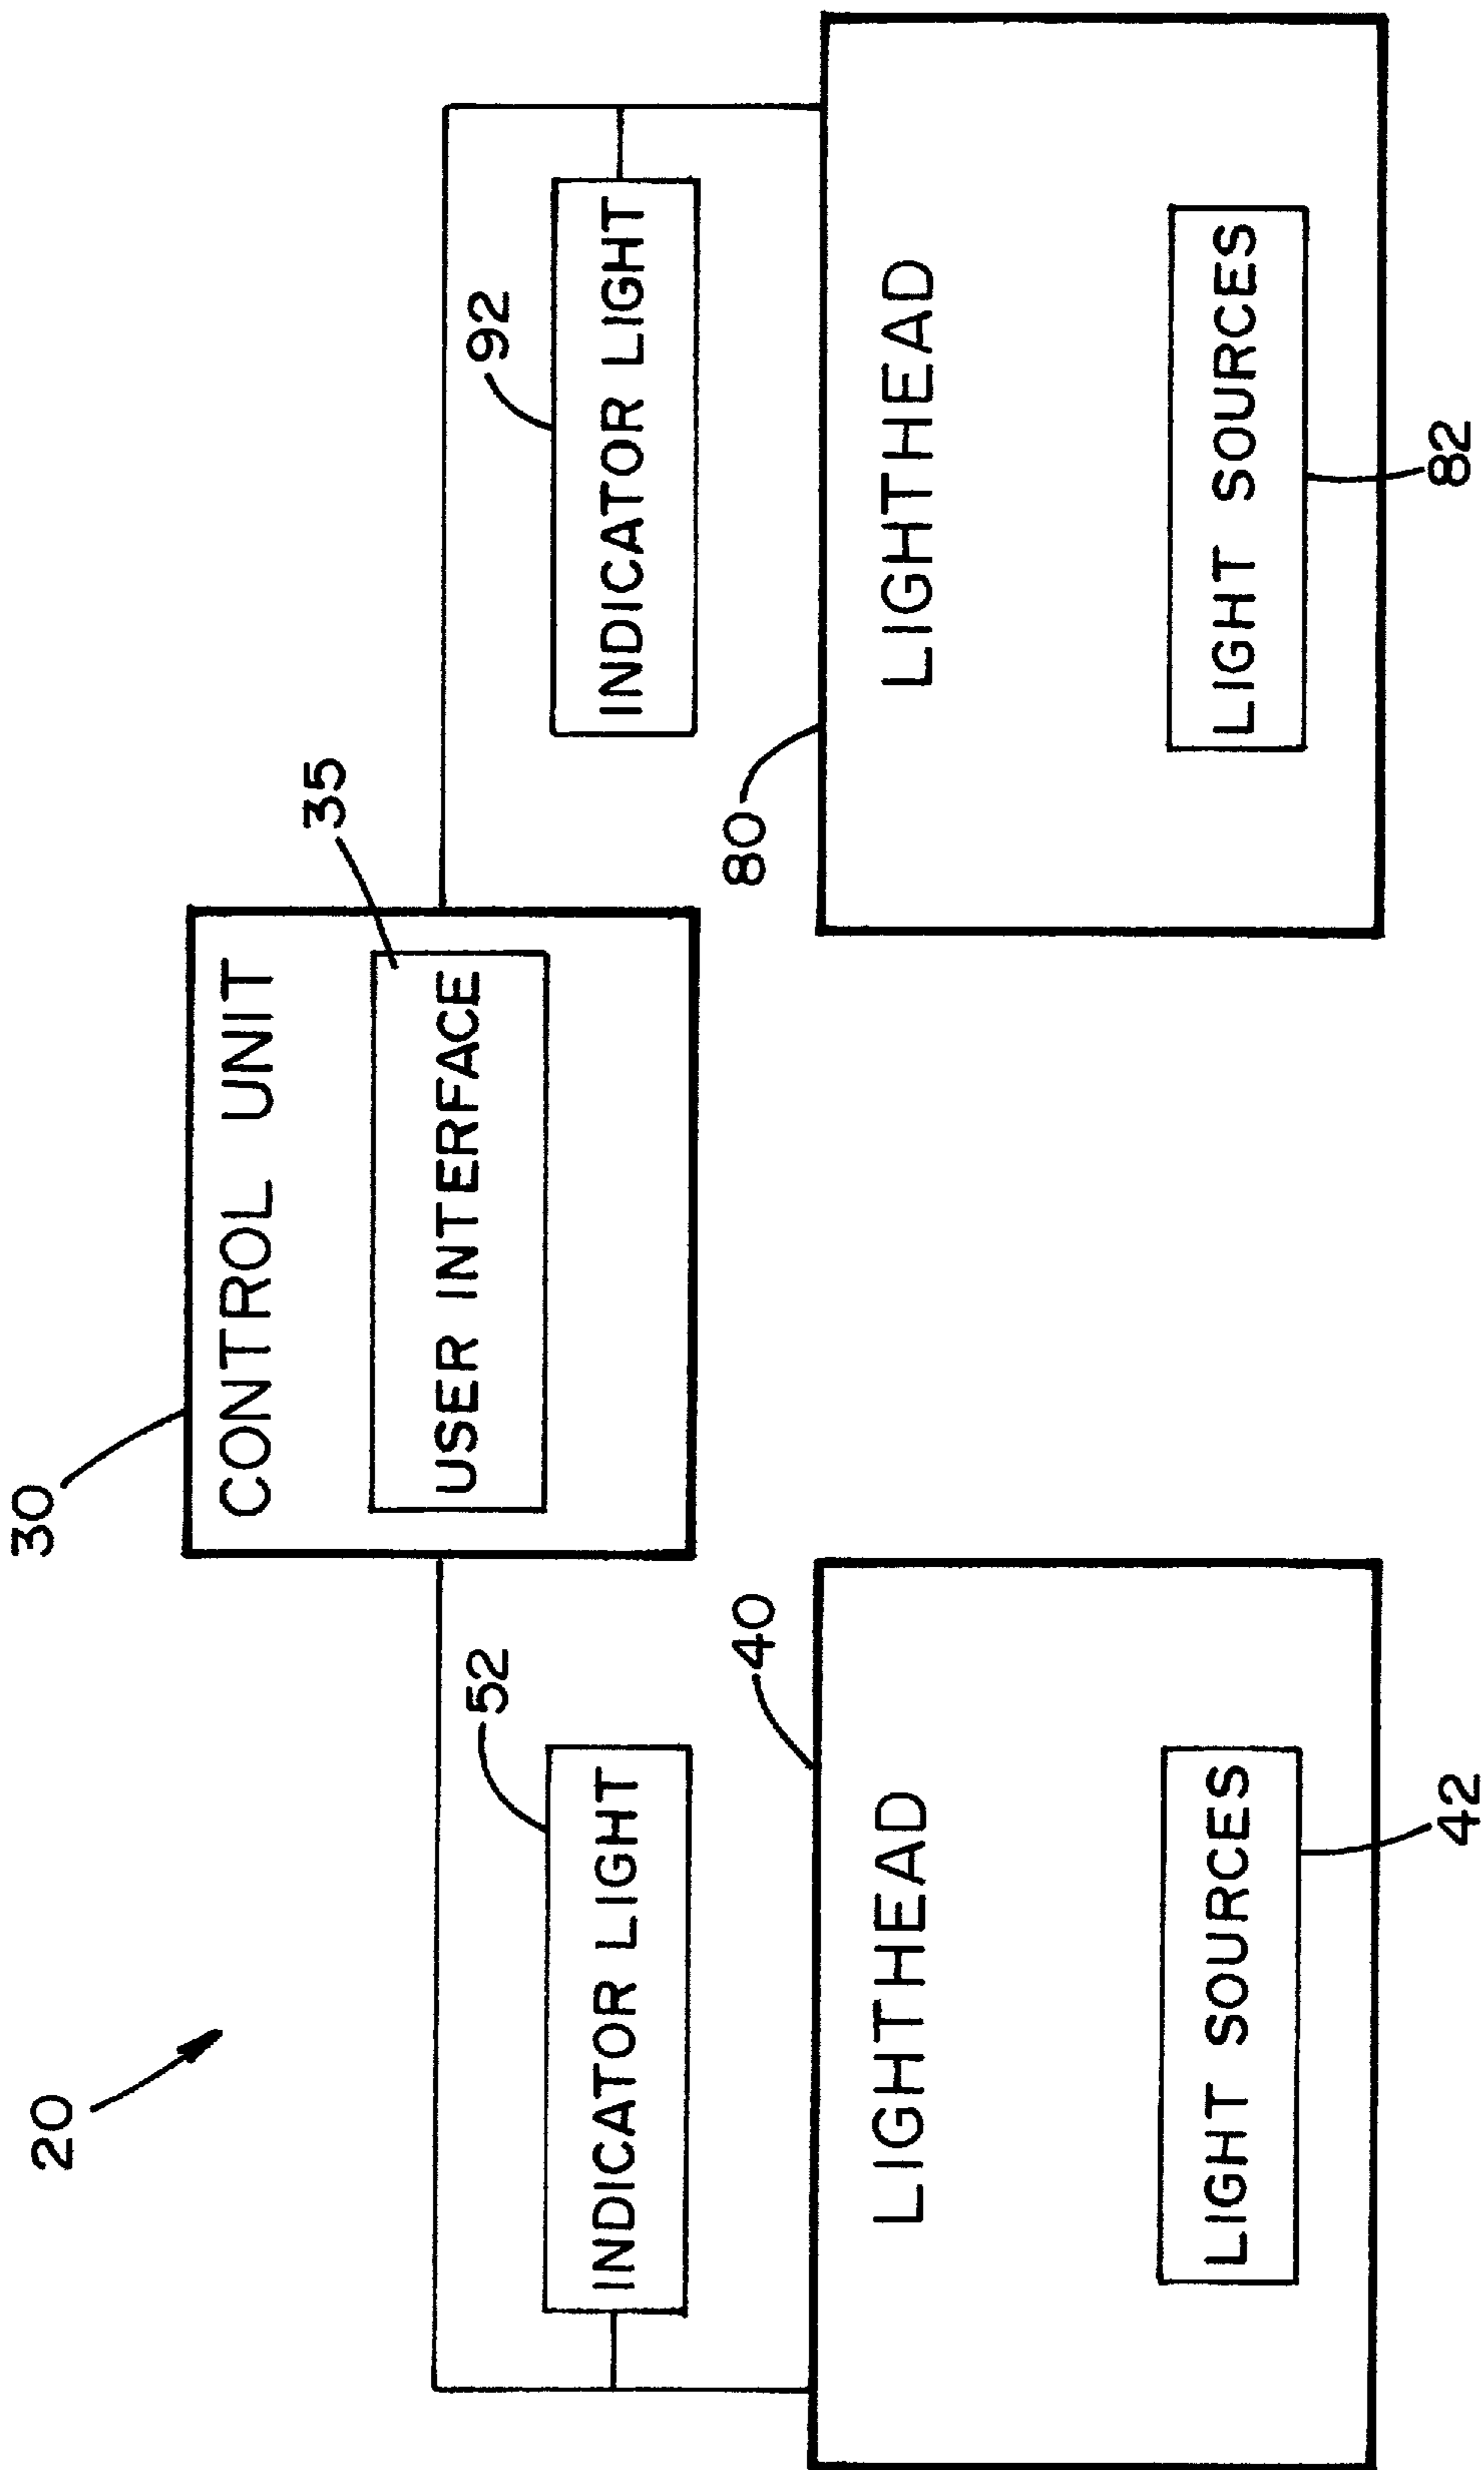 20
30
CONTROL UNIT
35
USER INTERFACE
52
INDICATOR LIGHT
92
INDICATOR LIGHT
40
LIGHTHEAD
LIGHT SOURCES
42
80
LIGHTHEAD
LIGHT SOURCES
82